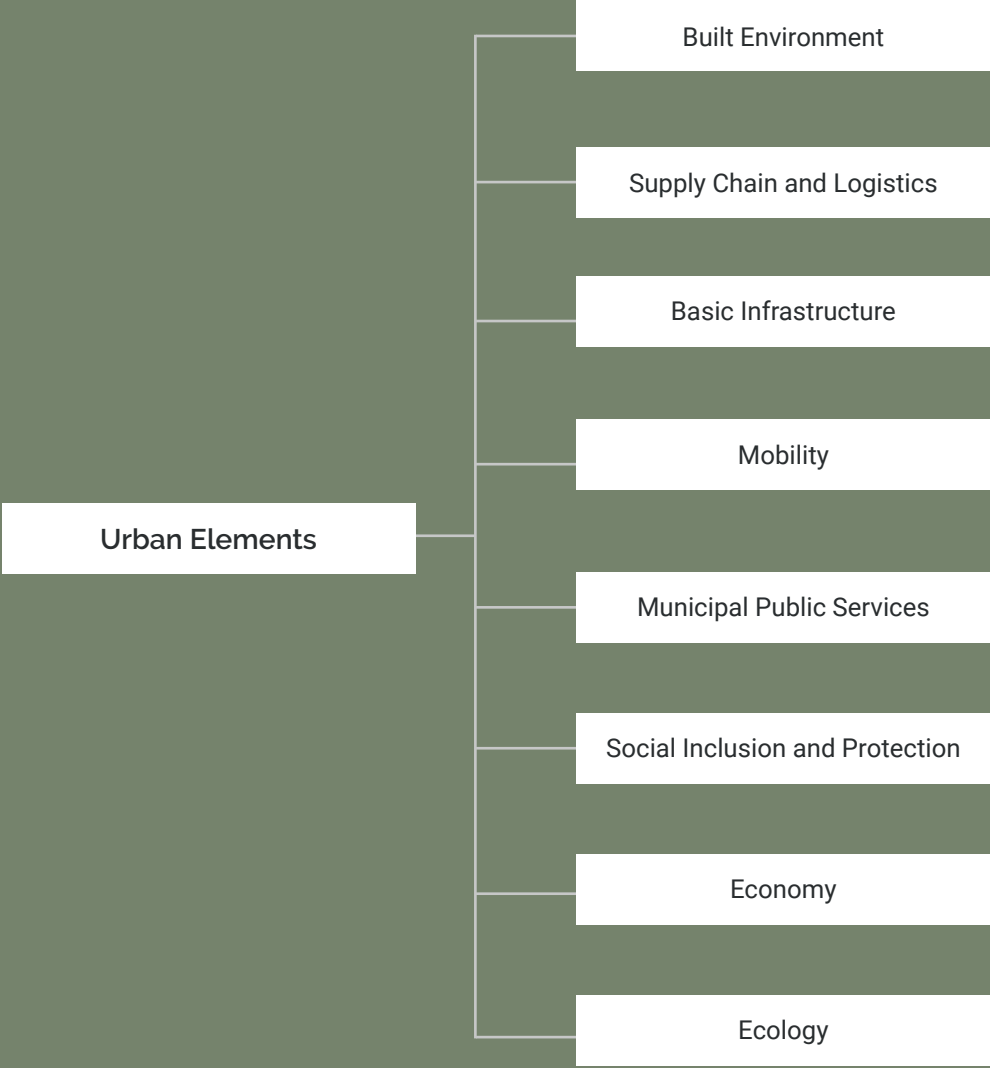 Built Environment
Supply Chain and Logistics
Basic Infrastructure
Mobility
Urban Elements
Municipal Public Services
Social Inclusion and Protection
Economy
Ecology